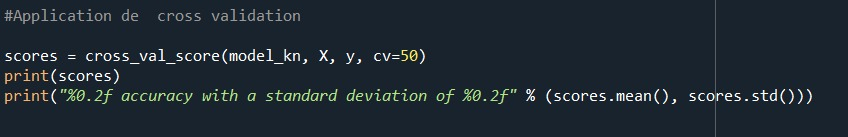 #Application de  cross validation
scores = cross_val_score(model_kn, X, y, cv=50)
print(scores)
print("%0.2f accuracy with a standard deviation of %0.2f" % (scores.mean(), scores.std()))